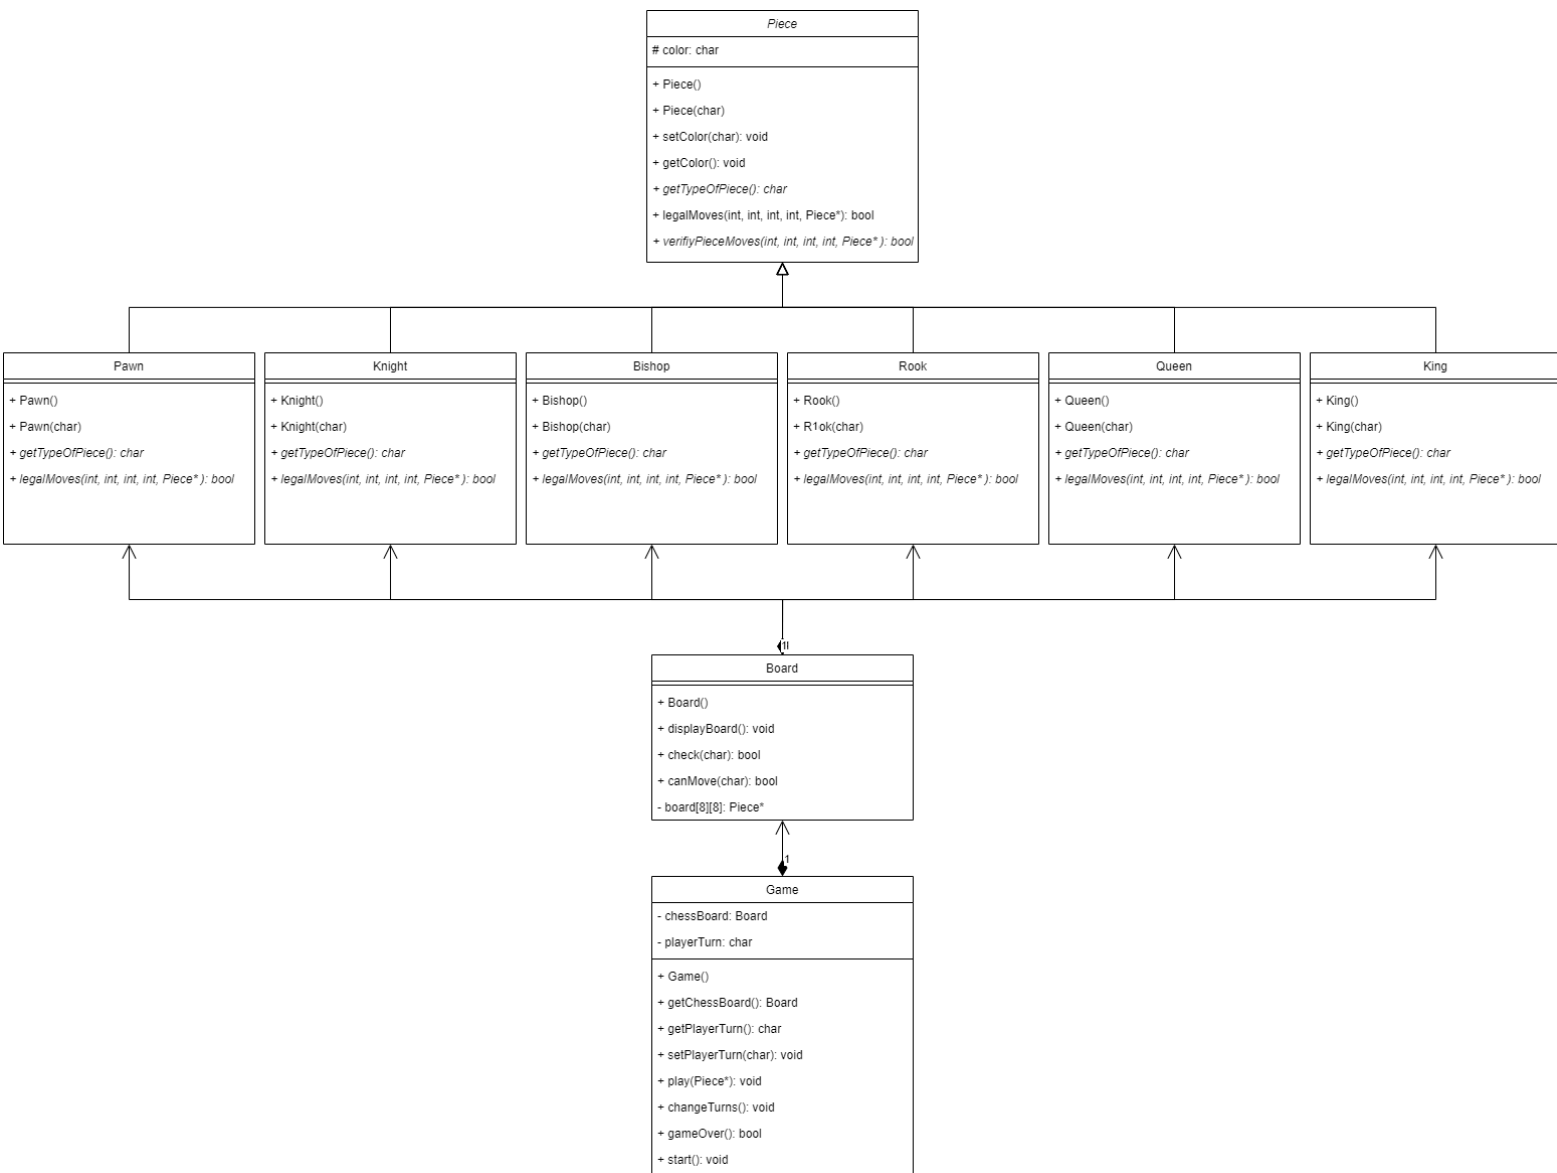 Piece
# color: char
+ Piece()
+ Piece(char)
+ setColor(char): void
+ getColor(): void
+ getTypeOfPiece(): char
+ legalMoves(int, int, int, int, Piece*): bool
+ verifiyPieceMoves(int, int, int, int, Piece* ): bool
Pawn
+ Pawn()
+ Pawn(char)
+ getTypeOfPiece(): char
+ legalMoves(int, int, int, int, Piece* ): bool
Knight
+ Knight()
+ Knight(char)
+ getTypeOfPiece(): char
+ legalMoves(int, int, int, int, Piece* ): bool
Bishop
+ Bishop()
+ Bishop(char)
+ getTypeOfPiece(): char
+ legalMoves(int, int, int, int, Piece* ): bool
Rook
+ Rook()
+ R1ok(char)
+ getTypeOfPiece(): char
+ legalMoves(int, int, int, int, Piece* ): bool
Queen
+ Queen()
+ Queen(char)
+ getTypeOfPiece(): char
+ legalMoves(int, int, int, int, Piece* ): bool
King
+ King()
+ King(char)
+ getTypeOfPiece(): char
+ legalMoves(int, int, int, int, Piece* ): bool
Board
+ Board()
+ displayBoard(): void
+ check(char): bool
+ canMove(char): bool
- board[8][8]: Piece*
1
Game
- chessBoard: Board
- playerTurn: char
+ Game()
+ getChessBoard(): Board
+ getPlayerTurn(): char
+ setPlayerTurn(char): void
+ play(Piece*): void
+ changeTurns(): void
+ gameOver(): bool
+ start(): void